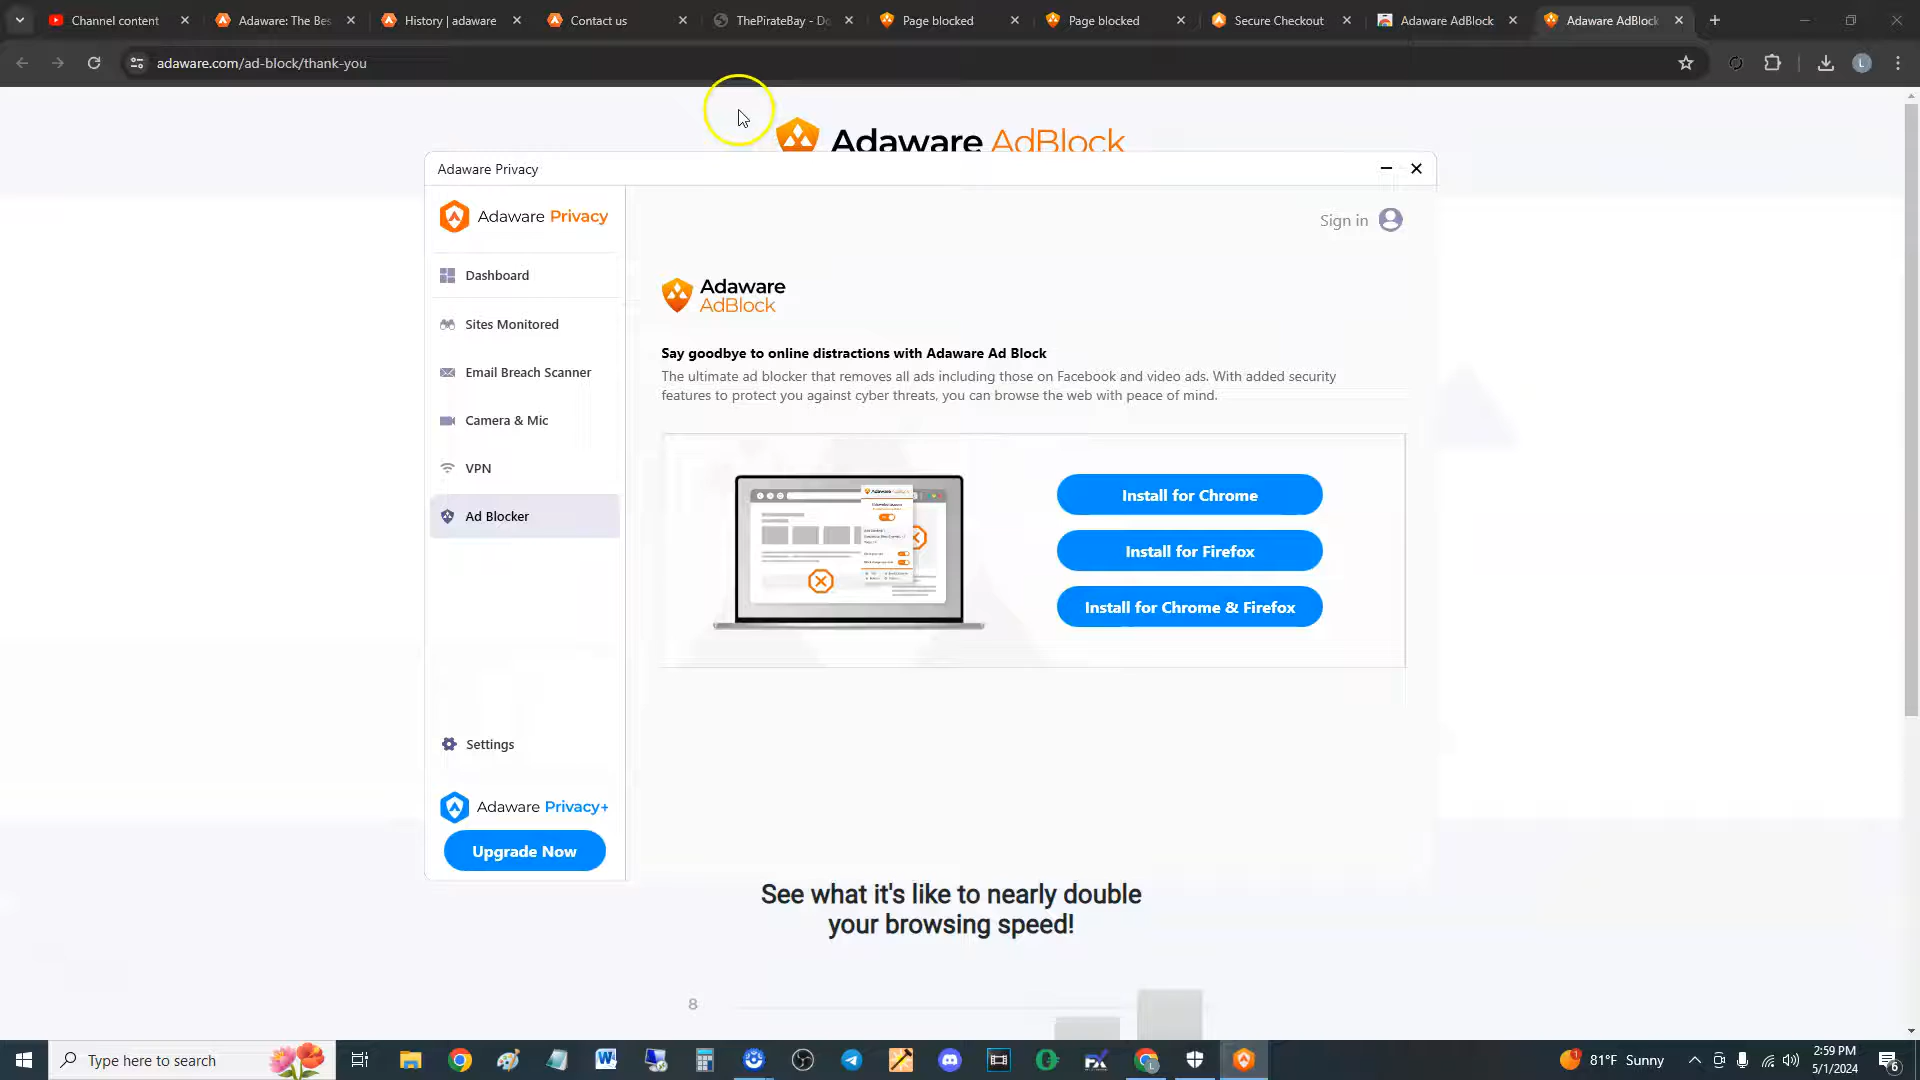 Channel content
Adaware: The Bes
History | adaware
Contact us
ThePirateBay - Do
Page blocked
Page blocked
Secure Checkout
Adaware AdBlock
Adaware AdBlock
adaware.com/ad-block/thank-you
L
Adaware AdBlock
Adaware Privacy
Adaware Privacy
Sign in
Dashboard
Sites Monitored
Email Breach Scanner
Camera & Mic
VPN
Ad Blocker
Adaware
AdBlock
Say goodbye to online distractions with Adaware Ad Block
The ultimate ad blocker that removes all ads including those on Facebook and video ads. With added security
features to protect you against cyber threats, you can browse the web with peace of mind.
Install for Chrome
Install for Firefox
Install for Chrome & Firefox
Settings
Adaware Privacy+
Upgrade Now
See what it's like to nearly double
your browsing speed!
8
Type here to search
1
81°F Sunny
2:59 PM
5/1/2024
6